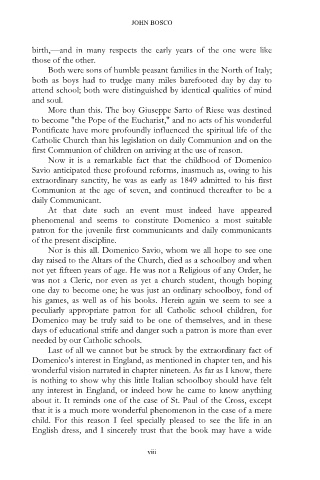 JOHN BOSCO
birth,—and in many respects the early years of the one were like
those of the other.
Both were sons of humble peasant families in the North of Italy;
both as boys had to trudge many miles barefooted day by day to
attend school; both were distinguished by identical qualities of mind
and soul.
More than this. The boy Giuseppe Sarto of Riese was destined
to become "the Pope of the Eucharist," and no acts of his wonderful
Pontificate have more profoundly influenced the spiritual life of the
Catholic Church than his legislation on daily Communion and on the
first Communion of children on arriving at the use of reason.
Now it is a remarkable fact that the childhood of Domenico
Savio anticipated these profound reforms, inasmuch as, owing to his
extraordinary sanctity, he was as early as 1849 admitted to his first
Communion at the age of seven, and continued thereafter to be a
daily Communicant.
At that date such an event must indeed have appeared
phenomenal and seems to constitute Domenico a most suitable
patron for the juvenile first communicants and daily communicants
of the present discipline.
Nor is this all. Domenico Savio, whom we all hope to see one
day raised to the Altars of the Church, died as a schoolboy and when
not yet fifteen years of age. He was not a Religious of any Order, he
was not a Cleric, nor even as yet a church student, though hoping
one day to become one; he was just an ordinary schoolboy, fond of
his games, as well as of his books. Herein again we seem to see a
peculiarly appropriate patron for all Catholic school children, for
Domenico may be truly said to be one of themselves, and in these
days of educational strife and danger such a patron is more than ever
needed by our Catholic schools.
Last of all we cannot but be struck by the extraordinary fact of
Domenico's interest in England, as mentioned in chapter ten, and his
wonderful vision narrated in chapter nineteen. As far as I know, there
is nothing to show why this little Italian schoolboy should have felt
any interest in England, or indeed how he came to know anything
about it. It reminds one of the case of St. Paul of the Cross, except
that it is a much more wonderful phenomenon in the case of a mere
child. For this reason I feel specially pleased to see the life in an
English dress, and I sincerely trust that the book may have a wide
viii